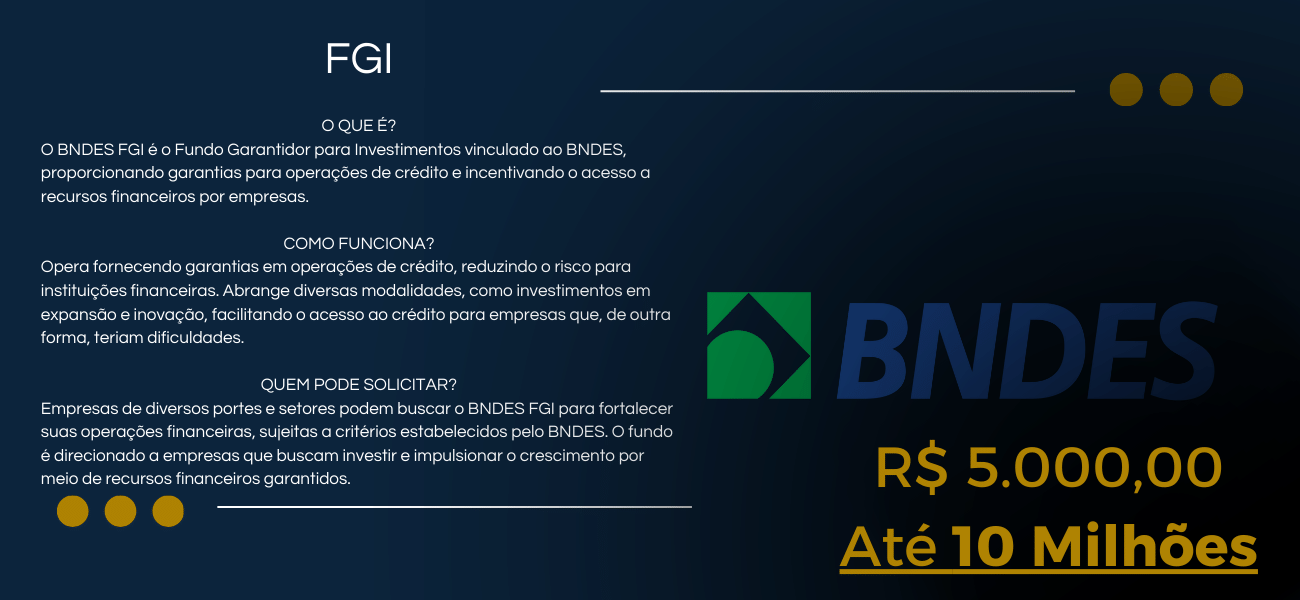 FGI
O QUE É?
O BNDES FGI é o Fundo Garantidor para Investimentos vinculado ao BNDES,
proporcionando garantias para operações de crédito e incentivando o acesso a
recursos financeiros por empresas.
COMO FUNCIONA?
Opera fornecendo garantias em operações de crédito, reduzindo o risco para
instituições financeiras. Abrange diversas modalidades, como investimentos em
expansão e inovação, facilitando o acesso ao crédito para empresas que, de outra
forma, teriam dificuldades.
QUEM PODE SOLICITAR?
Empresas de diversos portes e setores podem buscar o BNDES FGI para fortalecer
suas operações financeiras, sujeitas a critérios estabelecidos pelo BNDES. O fundo
é direcionado a empresas que buscam investir e impulsionar o crescimento por
meio de recursos financeiros garantidos.
BNDES
R$ 5.000,00
Até 10 Milhões